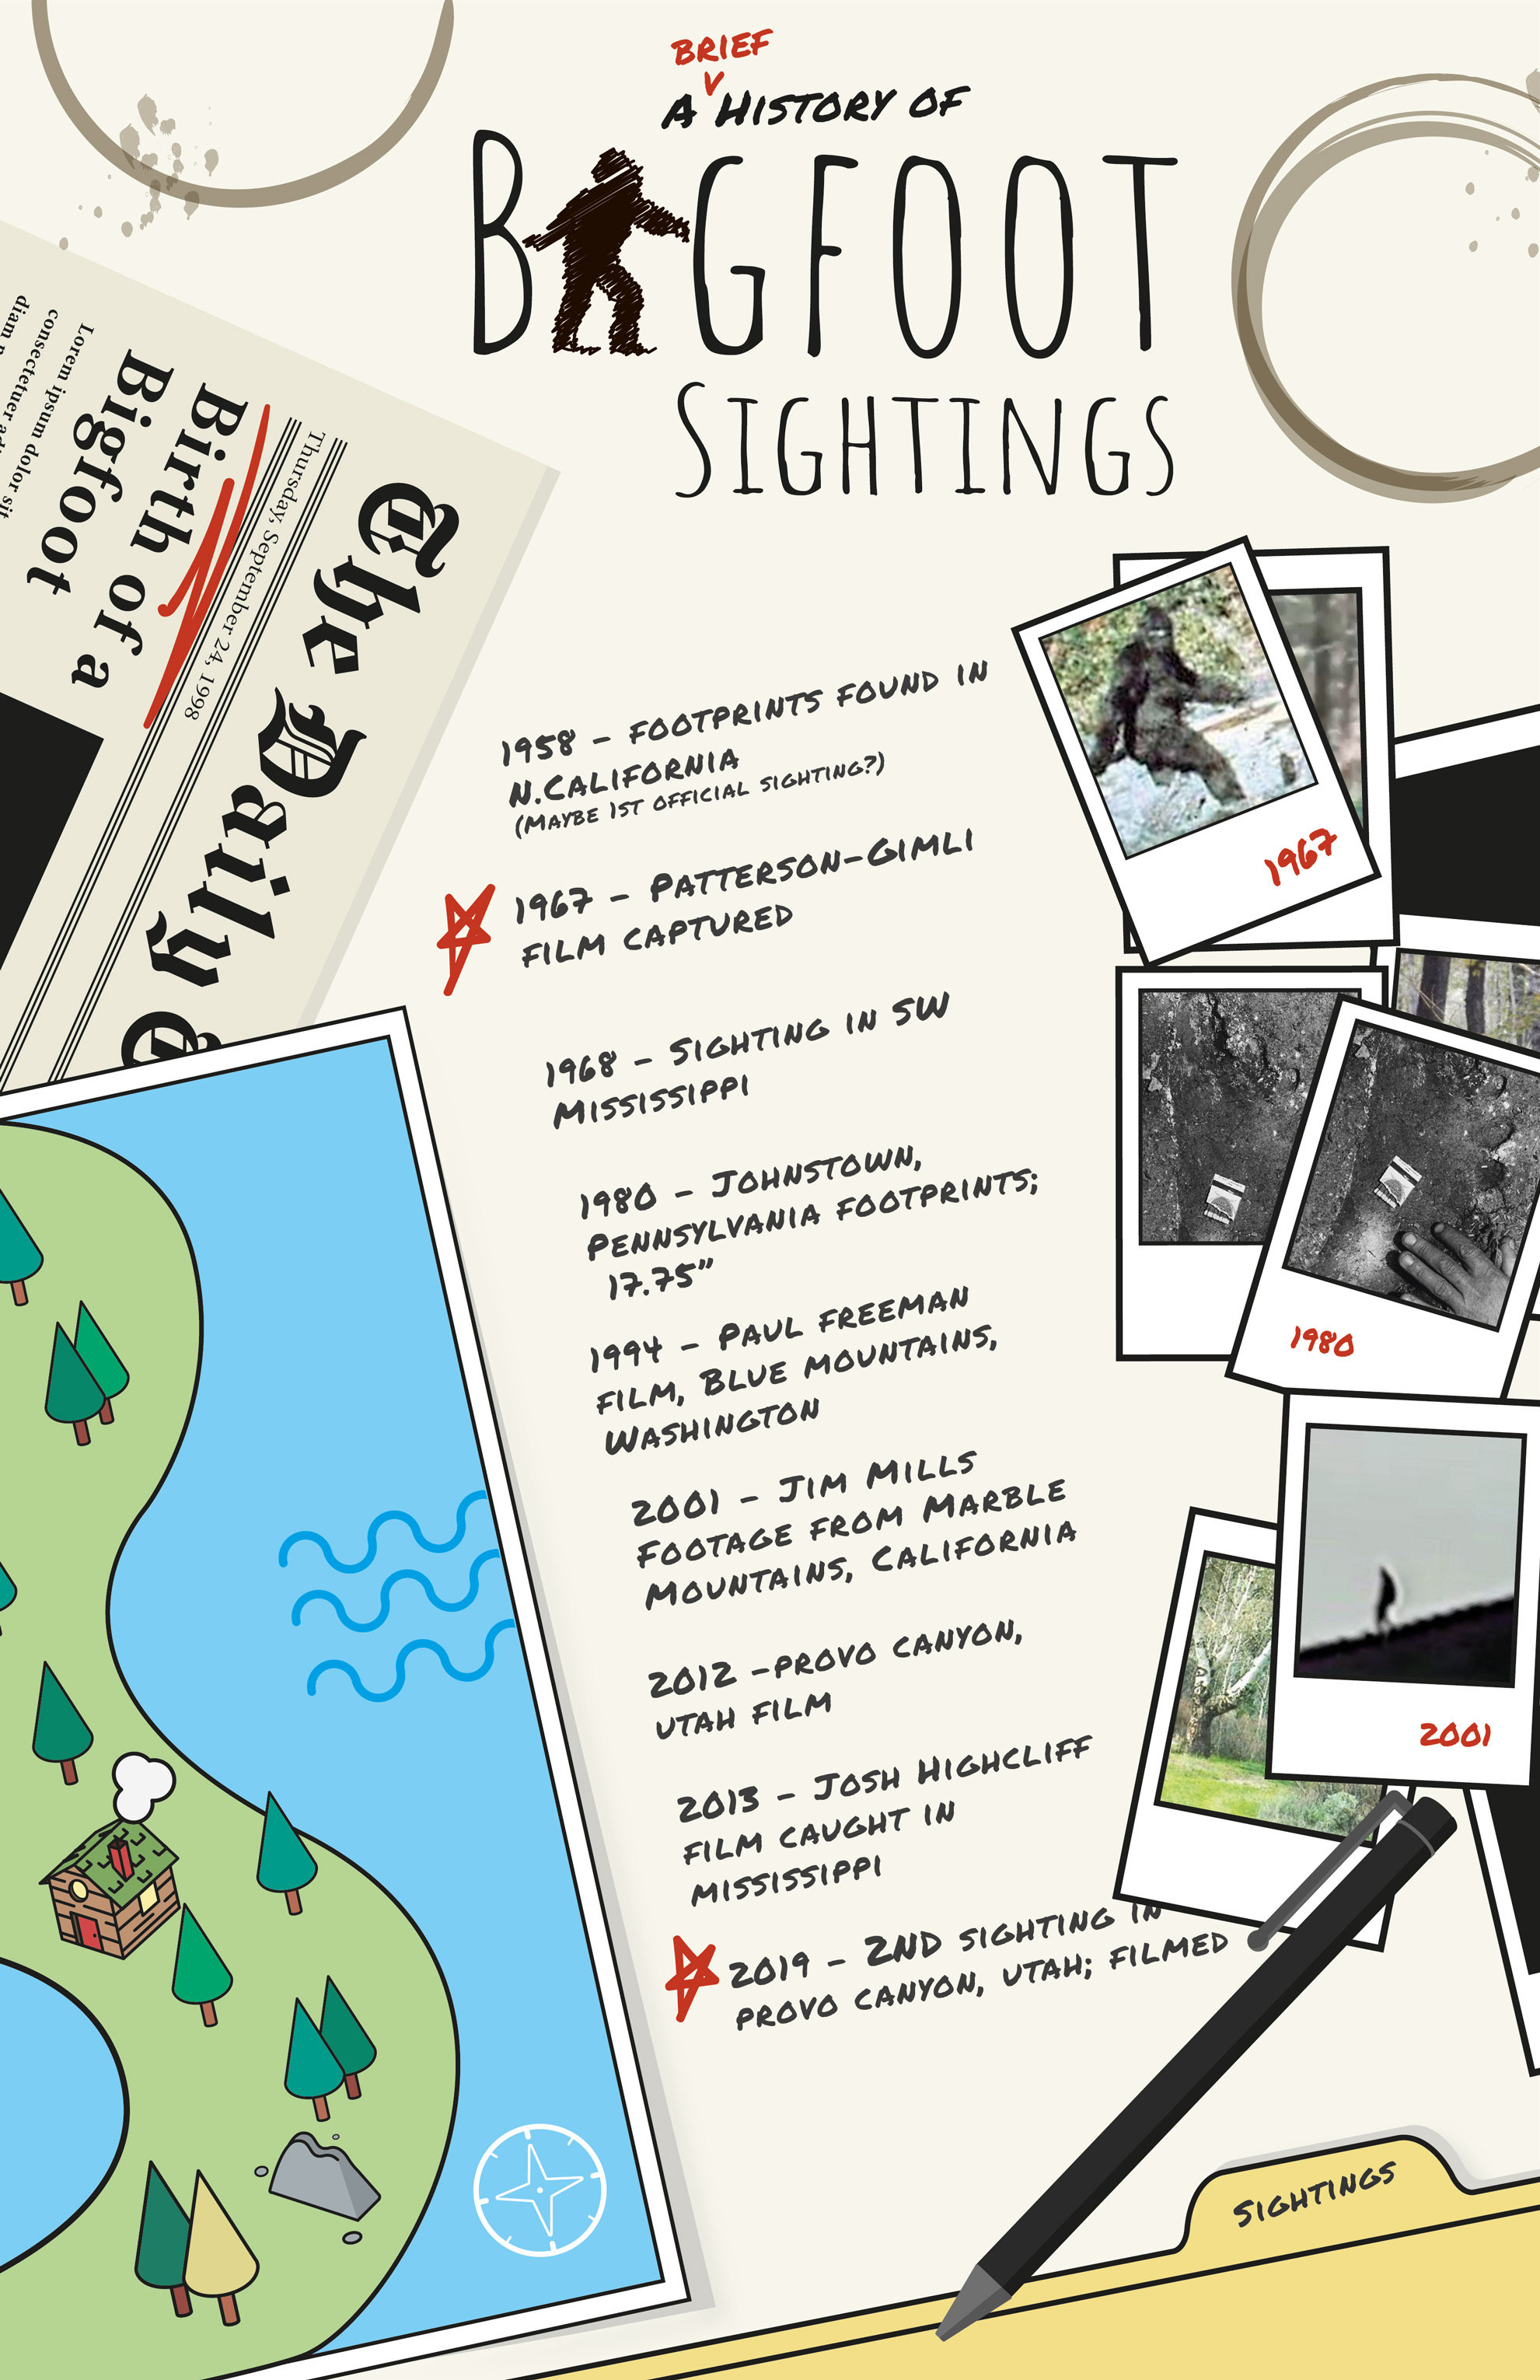 BRIEF
V
A HISTORY OF
BGFOOT
SIGHTINGS
The Daily
Thursday, September 24, 1998
Birth of a
Bigfoot
Lorem ipsum dolor sit
consectetuer
diam
1958 - FOOTPRINTS FOUND IN
N.CALIFORNIA
(MAYBE 1ST OFFICIAL SIGHTING?)
1967 - PATTERSON-GIMLI
FILM CAPTURED
1968 - SIGHTING IN SW
MISSISSIPPI
1980 - JOHNSTOWN,
PENNSYLVANIA FOOTPRINTS;
17.75"
1994 - PAUL FREEMAN
FILM, BLUE MOUNTAINS,
WASHINGTON
2001 - JIM MILLS
FOOTAGE FROM MARBLE
MOUNTAINS, CALIFORNIA
2012 -PROVO CANYON,
UTAH FILM
2013 - JOSH HIGHCLIFF
FILM CAUGHT IN
MISSISSIPPI
2019 - 2ND SIGHTING IN
PROVO CANYON, UTAH; FILMED
1967
1980
2001
SIGHTINGS